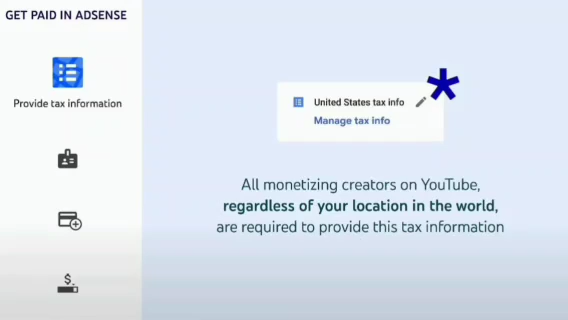 GET PAID IN ADSENSE
Provide tax information
United States tax info
Manage tax info
All monetizing creators on YouTube,
regardless of your location in the world,
are required to provide this tax information